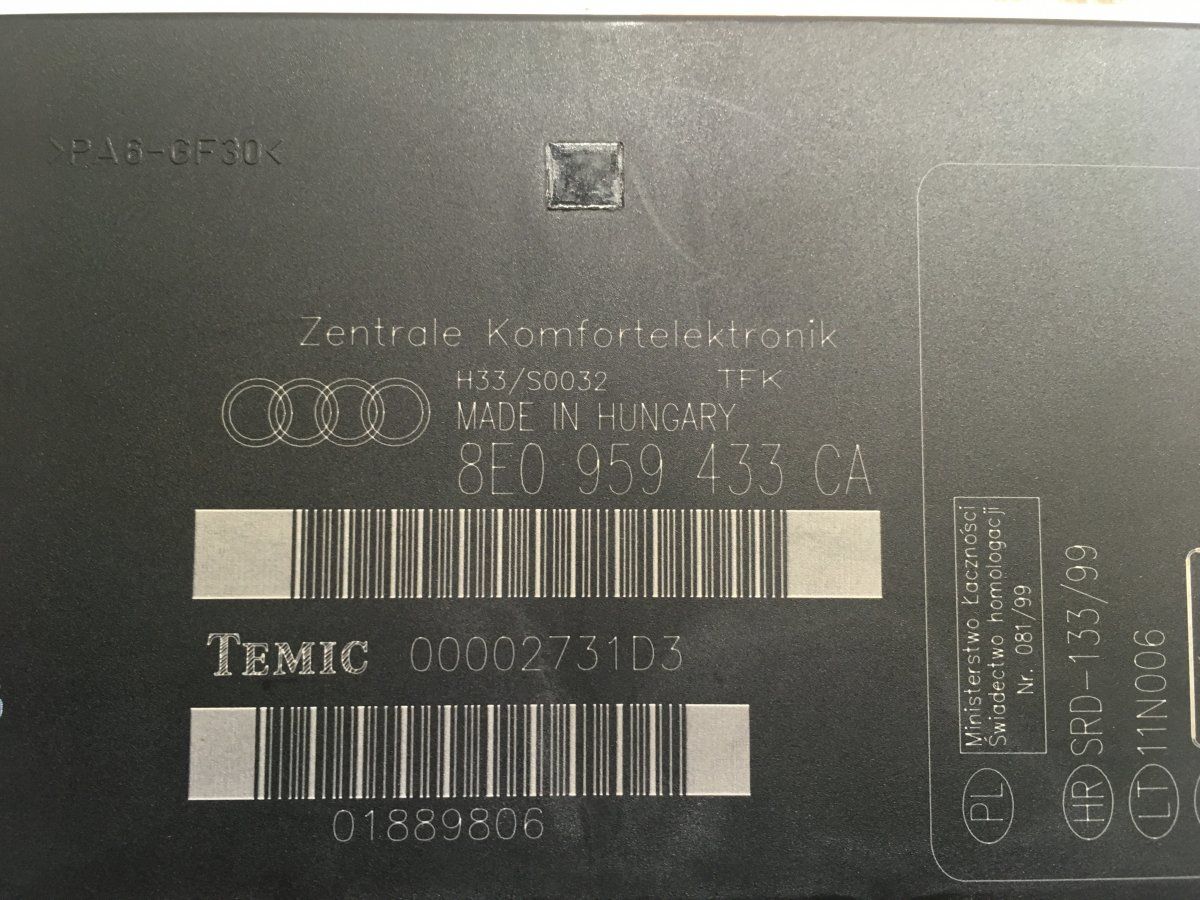 >PA6-GF30<
Zentrale Komfortelektronik
H33/S0032 TFK
MADE IN HUNGARY
8E0 959 433 CA
TEMIC 00002731D3
01889806
PL
Ministerstwo Łaczności
Świadectwo homologacji
Nr. 081/99
HR SRD-133/99
LT 11N006